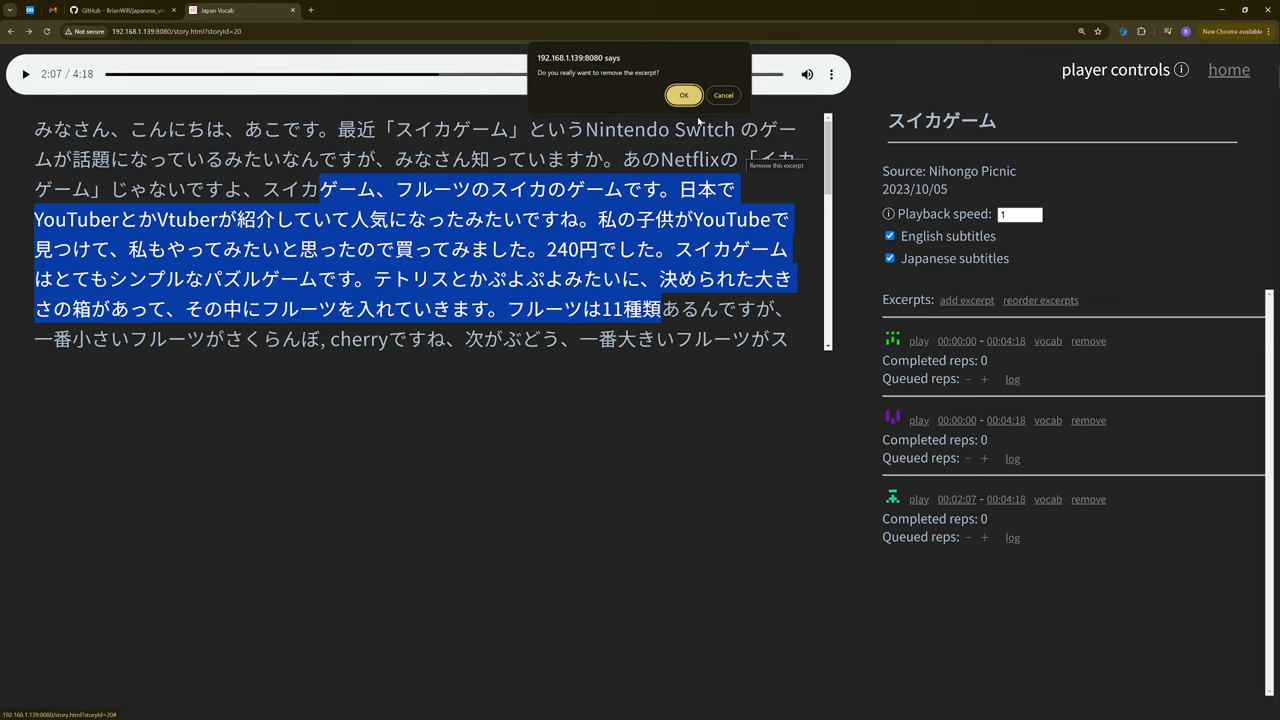 GitHub - BrianWill/japanese_vo
Japan Vocab
Not secure 192.168.1.139:8080/story.html?storyId=20
New Chrome available
192.168.1.139:8080 says
Do you really want to remove the excerpt?
OK Cancel
2:07 / 4:18
player controls home
みなさん、こんにちは、あこです。最近「スイカゲーム」というNintendo Switch のゲー
ムが話題になっているみたいなんですが、みなさん知っていますか。あのNetflixの「イカ
Remove this excerpt
ゲーム」じゃないですよ、スイカゲーム、フルーツのスイカのゲームです。日本で
YouTuberとかVtuberが紹介していて人気になったみたいですね。私の子供がYouTubeで
見つけて、私もやってみたいと思ったので買ってみました。240円でした。スイカゲーム
はとてもシンプルなパズルゲームです。テトリスとかぷよぷよみたいに、決められた大き
さの箱があって、その中にフルーツを入れていきます。フルーツは11種類あるんですが、
一番小さいフルーツがさくらんぼ, cherryですね、次がぶどう、一番大きいフルーツがス
スイカゲーム
Source: Nihongo Picnic
2023/10/05
Playback speed: 1
English subtitles
Japanese subtitles
Excerpts: add excerpt reorder excerpts
play 00:00:00 - 00:04:18 vocab remove
Completed reps: 0
Queued reps: - + log
play 00:00:00 - 00:04:18 vocab remove
Completed reps: 0
Queued reps: - + log
play 00:02:07 - 00:04:18 vocab remove
Completed reps: 0
Queued reps: - + log
192.168.1.139:8080/story.html?storyId=20#